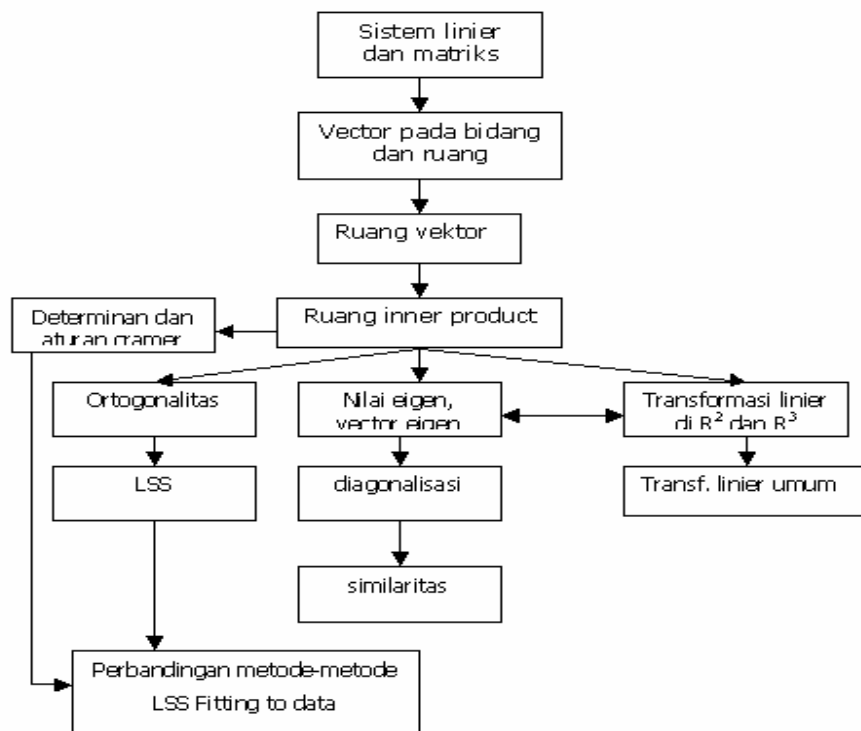 Sistem linier
dan matriks
Vector pada bidang
dan ruang
Ruang vektor
Determinan dan
aturan cramer
Ruang inner product
Ortogonalitas
Nilai eigen,
vector eigen
Transformasi linier
di R² dan R³
LSS
diagonalisasi
Transf. linier umum
similaritas
Perbandingan metode-metode
LSS Fitting to data